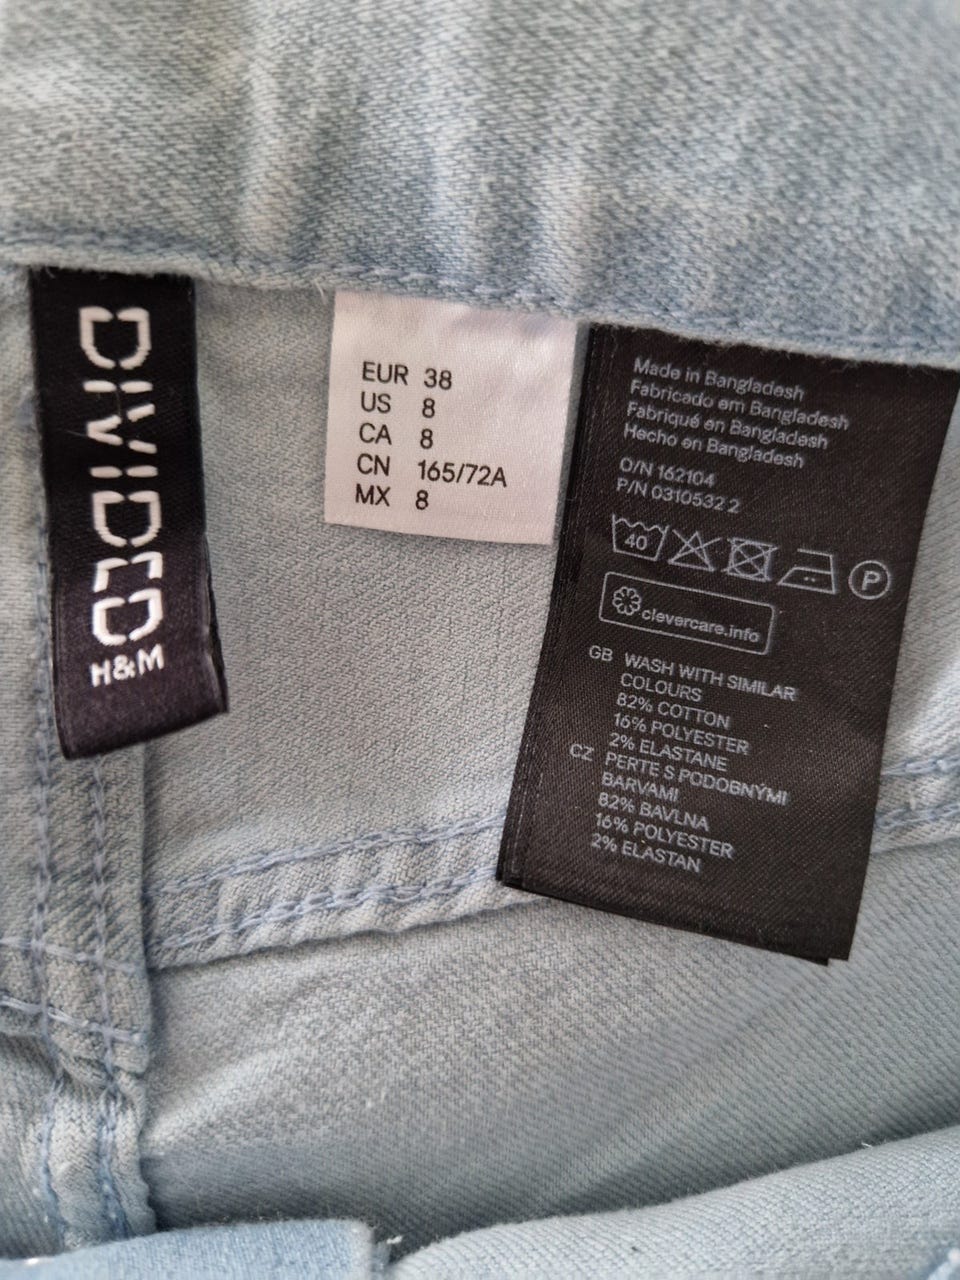 DIVIDED
H&M
EUR 38
US 8
CA 8
CN 165/72A
MX 8
Made in Bangladesh
Fabricado em Bangladesh
Fabriqué en Bangladesh
Hecho en Bangladesh
O/N 162104
P/N 0310532 2
40
P
clevercare.info
GB WASH WITH SIMILAR
COLOURS
82% COTTON
16% POLYESTER
2% ELASTANE
CZ PERTE S PODOBNÝMI
BARVAMI
82% BAVLNA
16% POLYESTER
2% ELASTAN